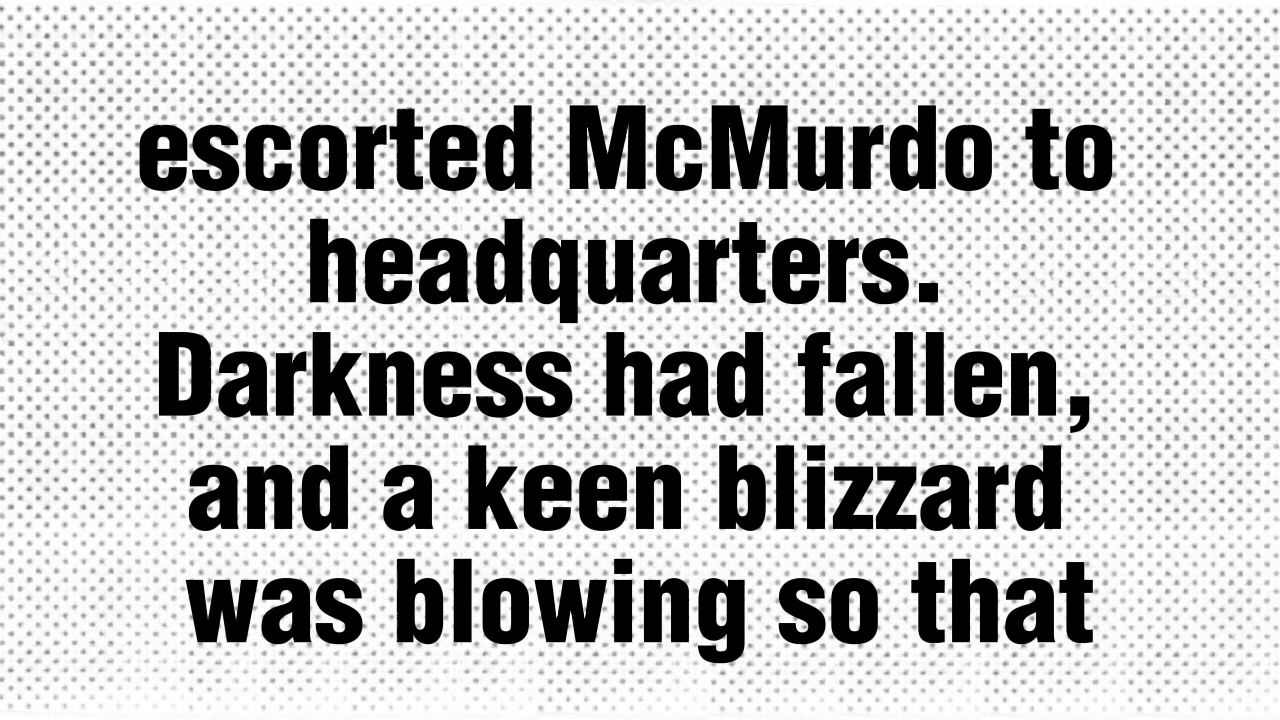 escorted McMurdo to
headquarters.
Darkness had fallen,
and a keen blizzard
was blowing so that